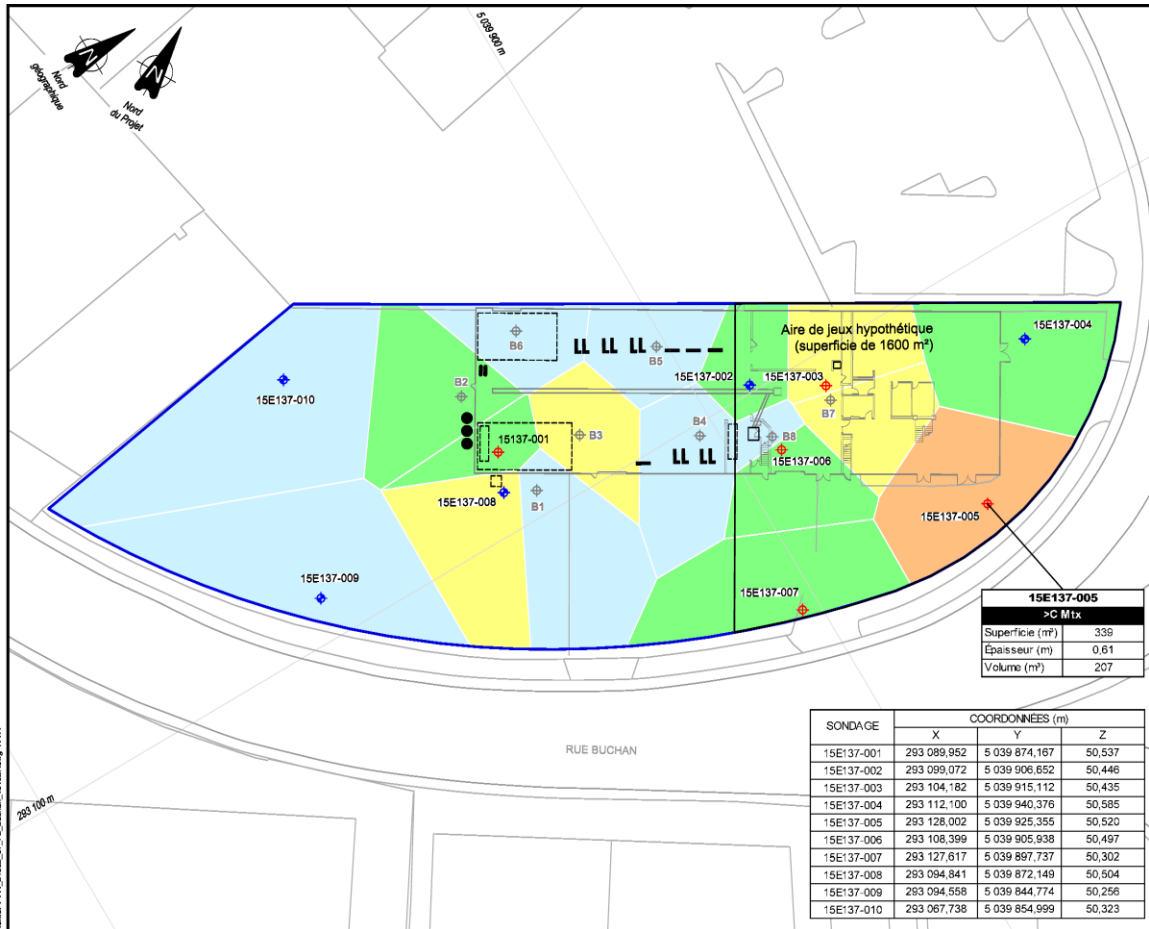 5 039 900 m
Nord
géographique
Nord
du Projet
Aire de jeux hypothétique
(superficie de 1600 m²)
15E137-004
B6
LL LL LL
B5
15E137-002
15E137-003
15E137-010
B2
B7
B3
B4
B8
15137-001
15E137-006
LL LL
15E137-008
B1
15E137-005
15E137-009
15E137-007
15E137-005
>C Mtx
Superficie (m²) 339
Épaisseur (m) 0,61
Volume (m³) 207
RUE BUCHAN
293 100 m
SONDAGE COORDONNÉES (m)
X Y Z
15E137-001 293 089,952 5 039 874,167 50,537
15E137-002 293 099,072 5 039 906,652 50,446
15E137-003 293 104,182 5 039 915,112 50,435
15E137-004 293 112,100 5 039 940,376 50,585
15E137-005 293 128,002 5 039 925,355 50,520
15E137-006 293 108,399 5 039 905,938 50,497
15E137-007 293 127,617 5 039 897,737 50,302
15E137-008 293 094,841 5 039 872,149 50,504
15E137-009 293 094,558 5 039 844,774 50,256
15E137-010 293 067,738 5 039 854,999 50,323